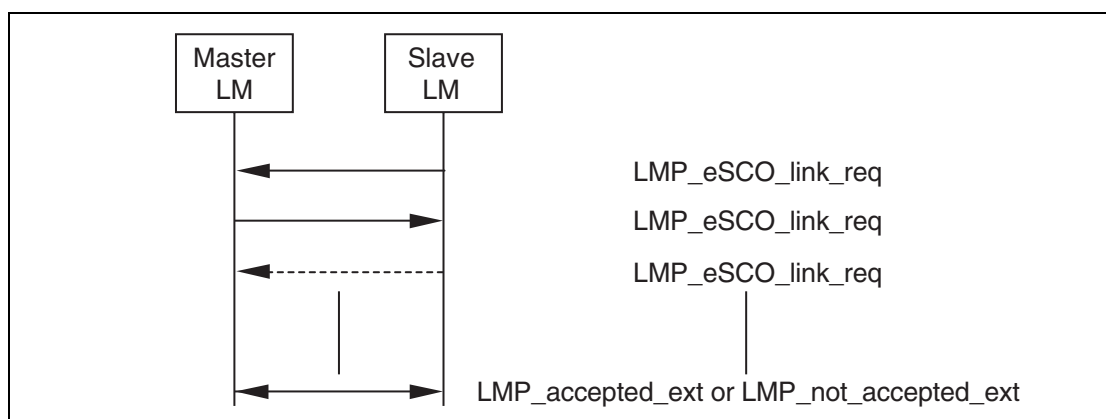 Master
LM
Slave
LM
LMP_eSCO_link_req
LMP_eSCO_link_req
LMP_eSCO_link_req
LMP_accepted_ext or LMP_not_accepted_ext